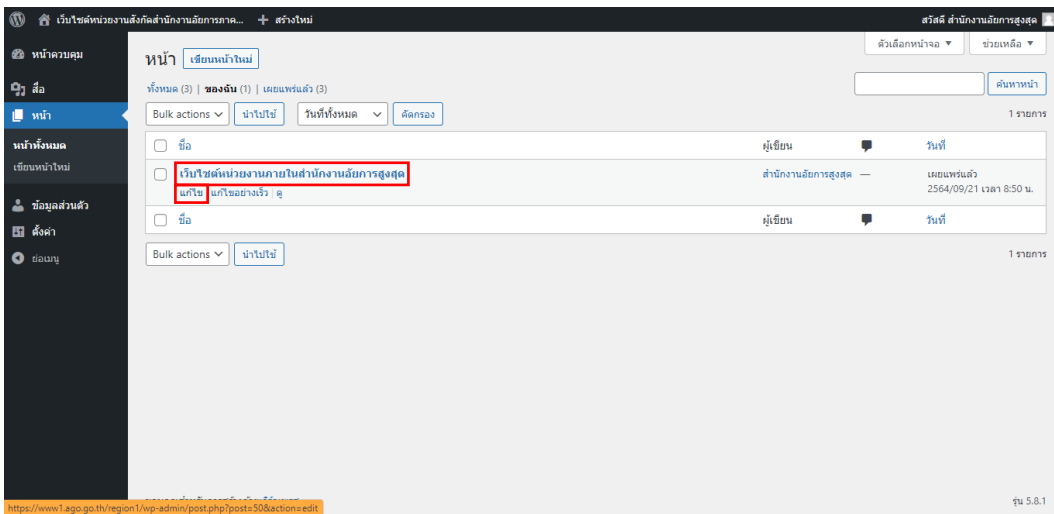 เว็บไซต์หน่วยงานสังกัดสำนักงานอัยการภาค... + สร้างใหม่ สวัสดี สำนักงานอัยการสูงสุด
ตัวเลือกหน้าจอ ▼ ช่วยเหลือ ▼
หน้าควบคุม
สื่อ
หน้า
หน้าทั้งหมด
เขียนหน้าใหม่
ข้อมูลส่วนตัว
ตั้งค่า
ย่อเมนู
หน้า เขียนหน้าใหม่
ทั้งหมด (3) | ของฉัน (1) | เผยแพร่แล้ว (3)
ค้นหาหน้า
Bulk actions นำไปใช้ วันที่ทั้งหมด คัดกรอง 1 รายการ
ชื่อ ผู้เขียน วันที่
เว็บไซต์หน่วยงานภายในสำนักงานอัยการสูงสุด สำนักงานอัยการสูงสุด — เผยแพร่แล้ว
แก้ไข | แก้ไขอย่างเร็ว | ดู 2564/09/21 เวลา 8:50 น.
ชื่อ ผู้เขียน วันที่
Bulk actions นำไปใช้ 1 รายการ
รุ่น 5.8.1
https://www1.ago.go.th/region1/wp-admin/post.php?post=50&action=edit